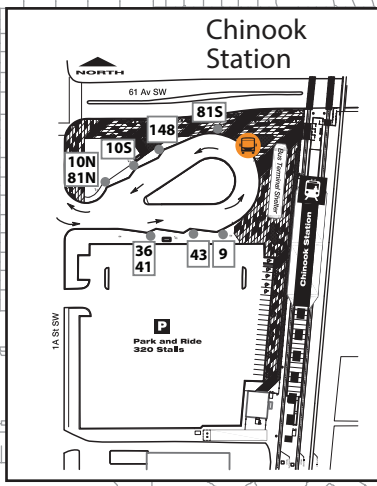 Chinook
Station
NORTH
61 Av SW
81S
148
10S
10N
81N
Bus Terminal Shelter
Chinook Station
36
41
43
9
1A St SW
P
Park and Ride
320 Stalls